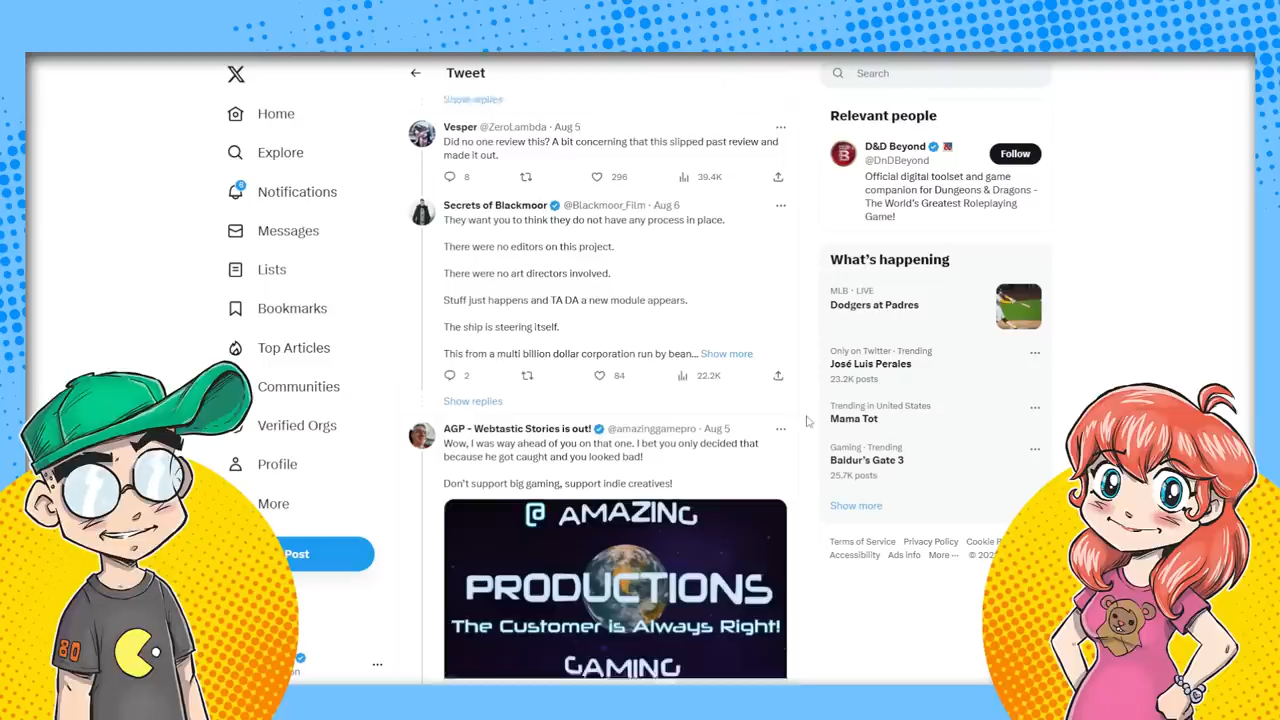 Home
Explore
6
Notifications
Messages
Lists
Bookmarks
Top Articles
Communities
Verified Orgs
Profile
More
Post
Tweet
Show replies
Vesper @ZeroLambda · Aug 5
Did no one review this? A bit concerning that this slipped past review and
made it out.
8 296 39.4K
Secrets of Blackmoor @Blackmoor_Film · Aug 6
They want you to think they do not have any process in place.
There were no editors on this project.
There were no art directors involved.
Stuff just happens and TA DA a new module appears.
The ship is steering itself.
This from a multi billion dollar corporation run by bean... Show more
2 84 22.2K
Show replies
AGP - Webtastic Stories is out! @amazinggamepro · Aug 5
Wow, I was way ahead of you on that one. I bet you only decided that
because he got caught and you looked bad!
Don't support big gaming, support indie creatives!
@ AMAZING
PRODUCTIONS
The Customer is Always Right!
GAMING
Search
Relevant people
D&D Beyond
@DnDBeyond
Follow
Official digital toolset and game
companion for Dungeons & Dragons -
The World's Greatest Roleplaying
Game!
What's happening
MLB · LIVE
Dodgers at Padres
Only on Twitter · Trending
José Luis Perales
23.2K posts
Trending in United States
Mama Tot
Gaming · Trending
Baldur's Gate 3
25.7K posts
Show more
Terms of Service Privacy Policy Cookie
Accessibility Ads info More ···
80